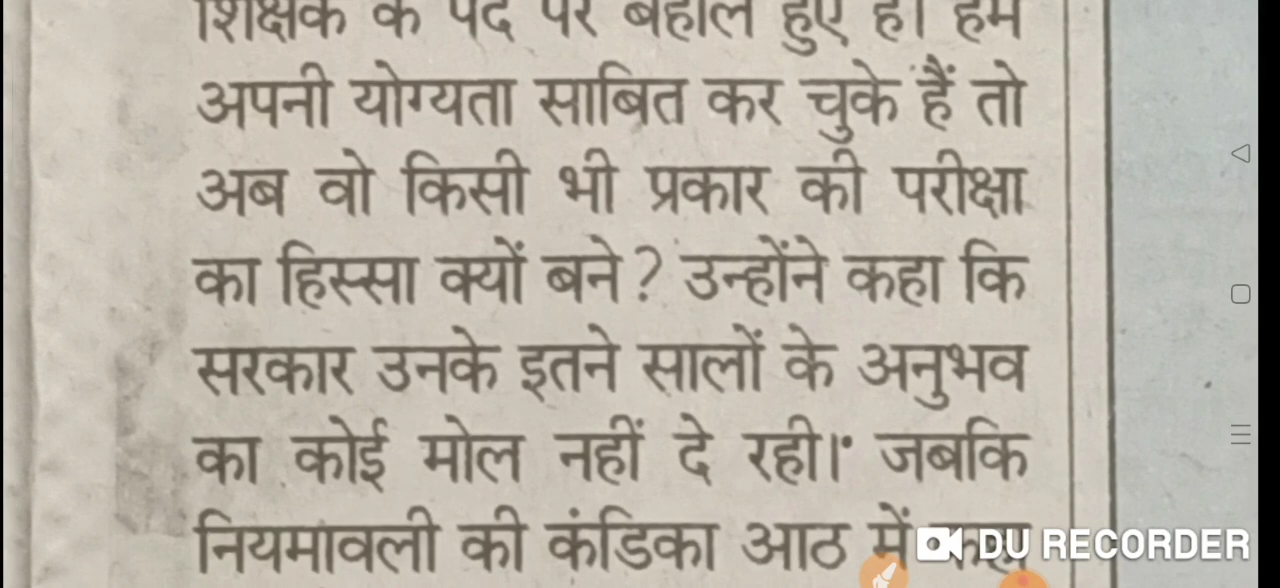 शिक्षक के पद पर बहाल हुए हैं। हम
अपनी योग्यता साबित कर चुके हैं तो
अब वो किसी भी प्रकार की परीक्षा
का हिस्सा क्यों बने? उन्होंने कहा कि
सरकार उनके इतने सालों के अनुभव
का कोई मोल नहीं दे रही। जबकि
नियमावली की कंडिका आठ में कहा
DU RECORDER